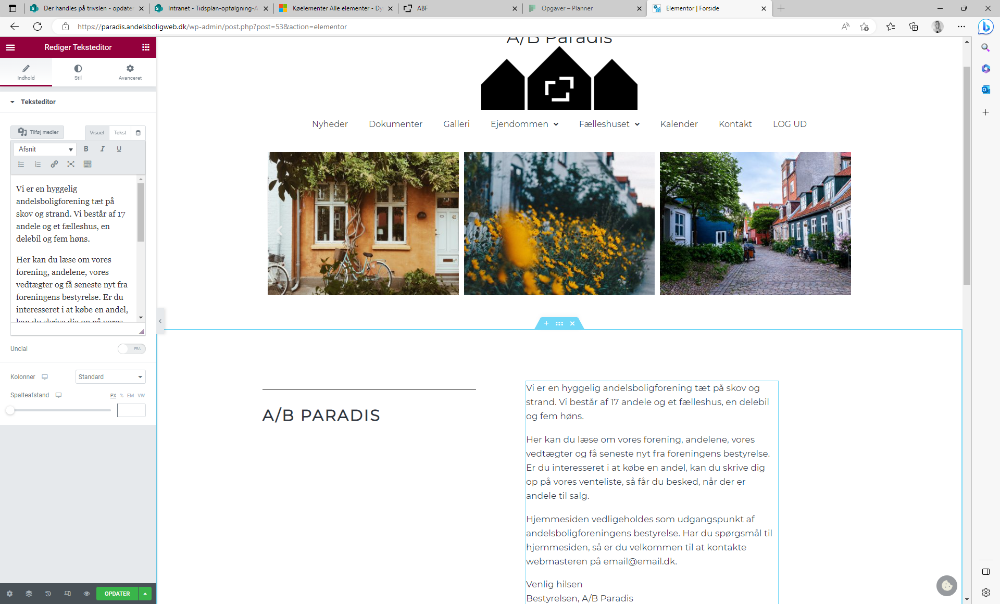 Der handles på trivslen - opdater
Intranet - Tidsplan-opfølgning-A
Køelementer Alle elementer - Dy
ABF
Opgaver – Planner
Elementor | Forside
https://paradis.andelsboligweb.dk/wp-admin/post.php?post=53&action=elementor
Rediger Teksteditor
Indhold
Stil
Avanceret
Teksteditor
Tilføj medier
Visuel
Tekst
Afsnit
B I U
Vi er en hyggelig
andelsboligforening tæt på
skov og strand. Vi består af 17
andele og et fælleshus, en
delebil og fem høns.
Her kan du læse om vores
forening, andelene, vores
vedtægter og få seneste nyt fra
foreningens bestyrelse. Er du
interesseret i at købe en andel,
kan du skrive dig op på vores
Uncial
FRA
Kolonner
Standard
Spalteafstand
PX % EM VW
OPDATER
A/B Paradis
Nyheder
Dokumenter
Galleri
Ejendommen
Fælleshuset
Kalender
Kontakt
LOG UD
42
A/B PARADIS
Vi er en hyggelig andelsboligforening tæt på skov og
strand. Vi består af 17 andele og et fælleshus, en delebil
og fem høns.
Her kan du læse om vores forening, andelene, vores
vedtægter og få seneste nyt fra foreningens bestyrelse.
Er du interesseret i at købe en andel, kan du skrive dig
op på vores venteliste, så får du besked, når der er
andele til salg.
Hjemmesiden vedligeholdes som udgangspunkt af
andelsboligforeningens bestyrelse. Har du spørgsmål til
hjemmesiden, så er du velkommen til at kontakte
webmasteren på email@email.dk.
Venlig hilsen
Bestyrelsen, A/B Paradis